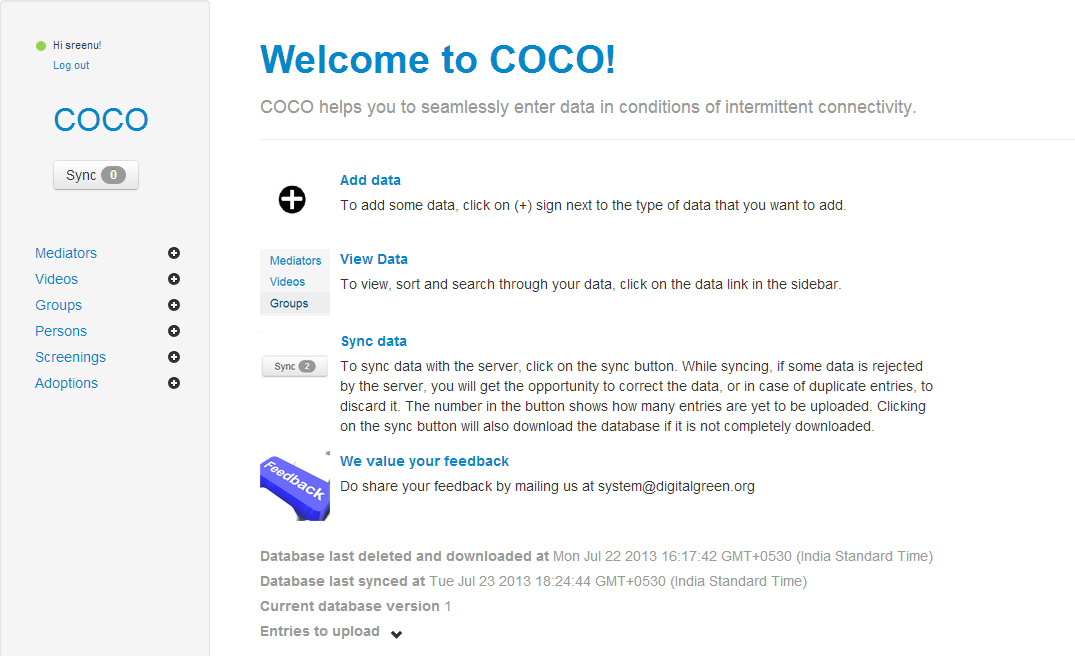 Hi sreenu!
Log out
COCO
Sync 0
Mediators
Videos
Groups
Persons
Screenings
Adoptions
Welcome to COCO!
COCO helps you to seamlessly enter data in conditions of intermittent connectivity.
Add data
To add some data, click on (+) sign next to the type of data that you want to add.
Mediators
Videos
Groups
View Data
To view, sort and search through your data, click on the data link in the sidebar.
Sync data
Sync 2
To sync data with the server, click on the sync button. While syncing, if some data is rejected
by the server, you will get the opportunity to correct the data, or in case of duplicate entries, to
discard it. The number in the button shows how many entries are yet to be uploaded. Clicking
on the sync button will also download the database if it is not completely downloaded.
Feedback
We value your feedback
Do share your feedback by mailing us at system@digitalgreen.org
Database last deleted and downloaded at Mon Jul 22 2013 16:17:42 GMT+0530 (India Standard Time)
Database last synced at Tue Jul 23 2013 18:24:44 GMT+0530 (India Standard Time)
Current database version 1
Entries to upload